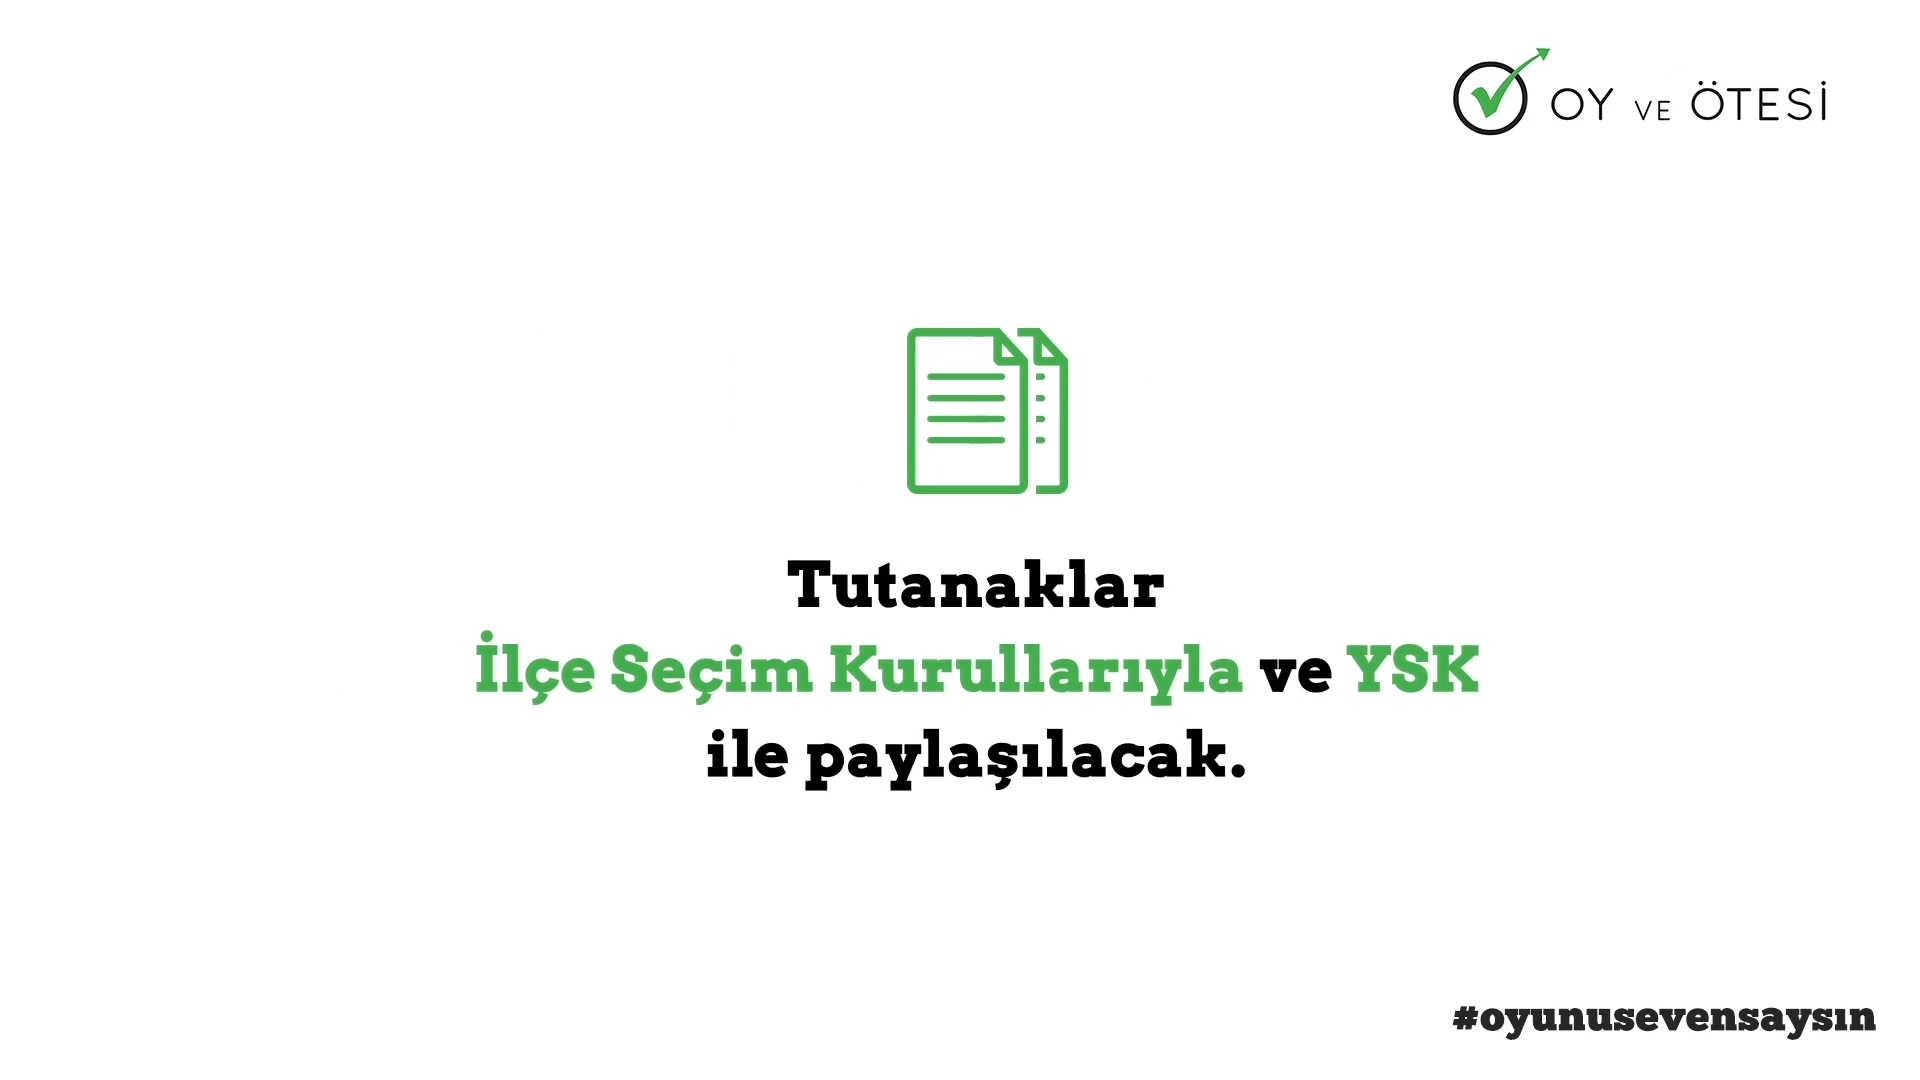 OY VE ÖTESİ
Tutanaklar
İlçe Seçim Kurullarıyla ve YSK
ile paylaşılacak.
#oyunusevensaysın